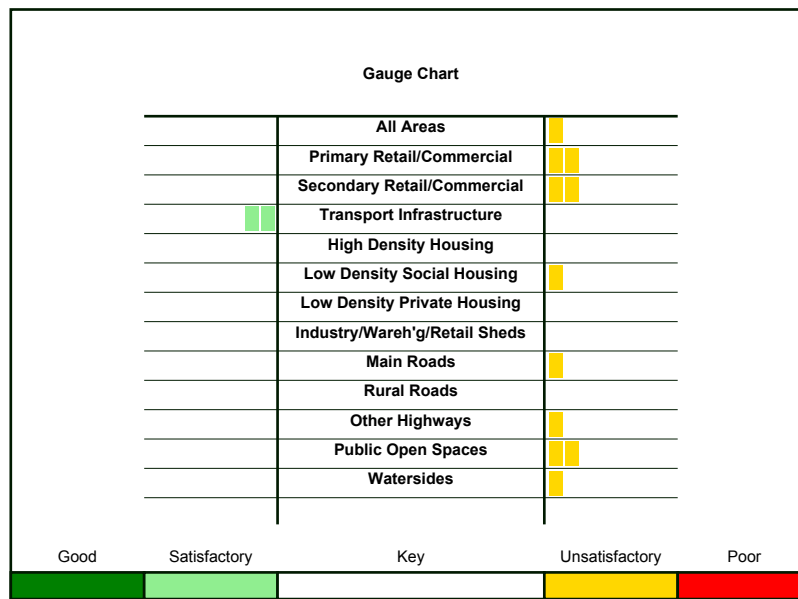 Gauge Chart
All Areas
Primary Retail/Commercial
Secondary Retail/Commercial
Transport Infrastructure
High Density Housing
Low Density Social Housing
Low Density Private Housing
Industry/Wareh'g/Retail Sheds
Main Roads
Rural Roads
Other Highways
Public Open Spaces
Watersides
Good Satisfactory Key Unsatisfactory Poor